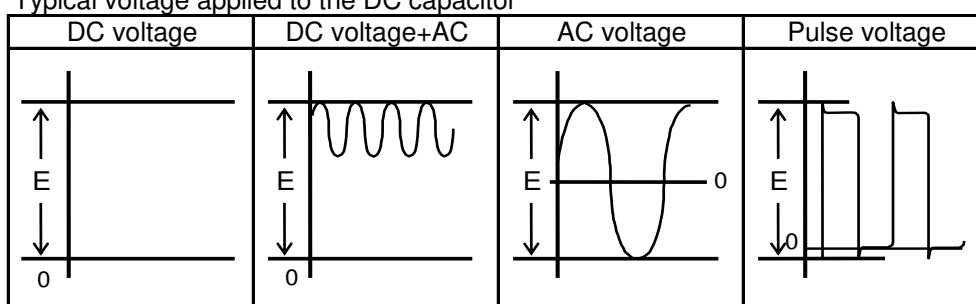 Typical voltage applied to the DC capacitor
DC voltage DC voltage+AC AC voltage Pulse voltage
E E E 0 E
0
0 0